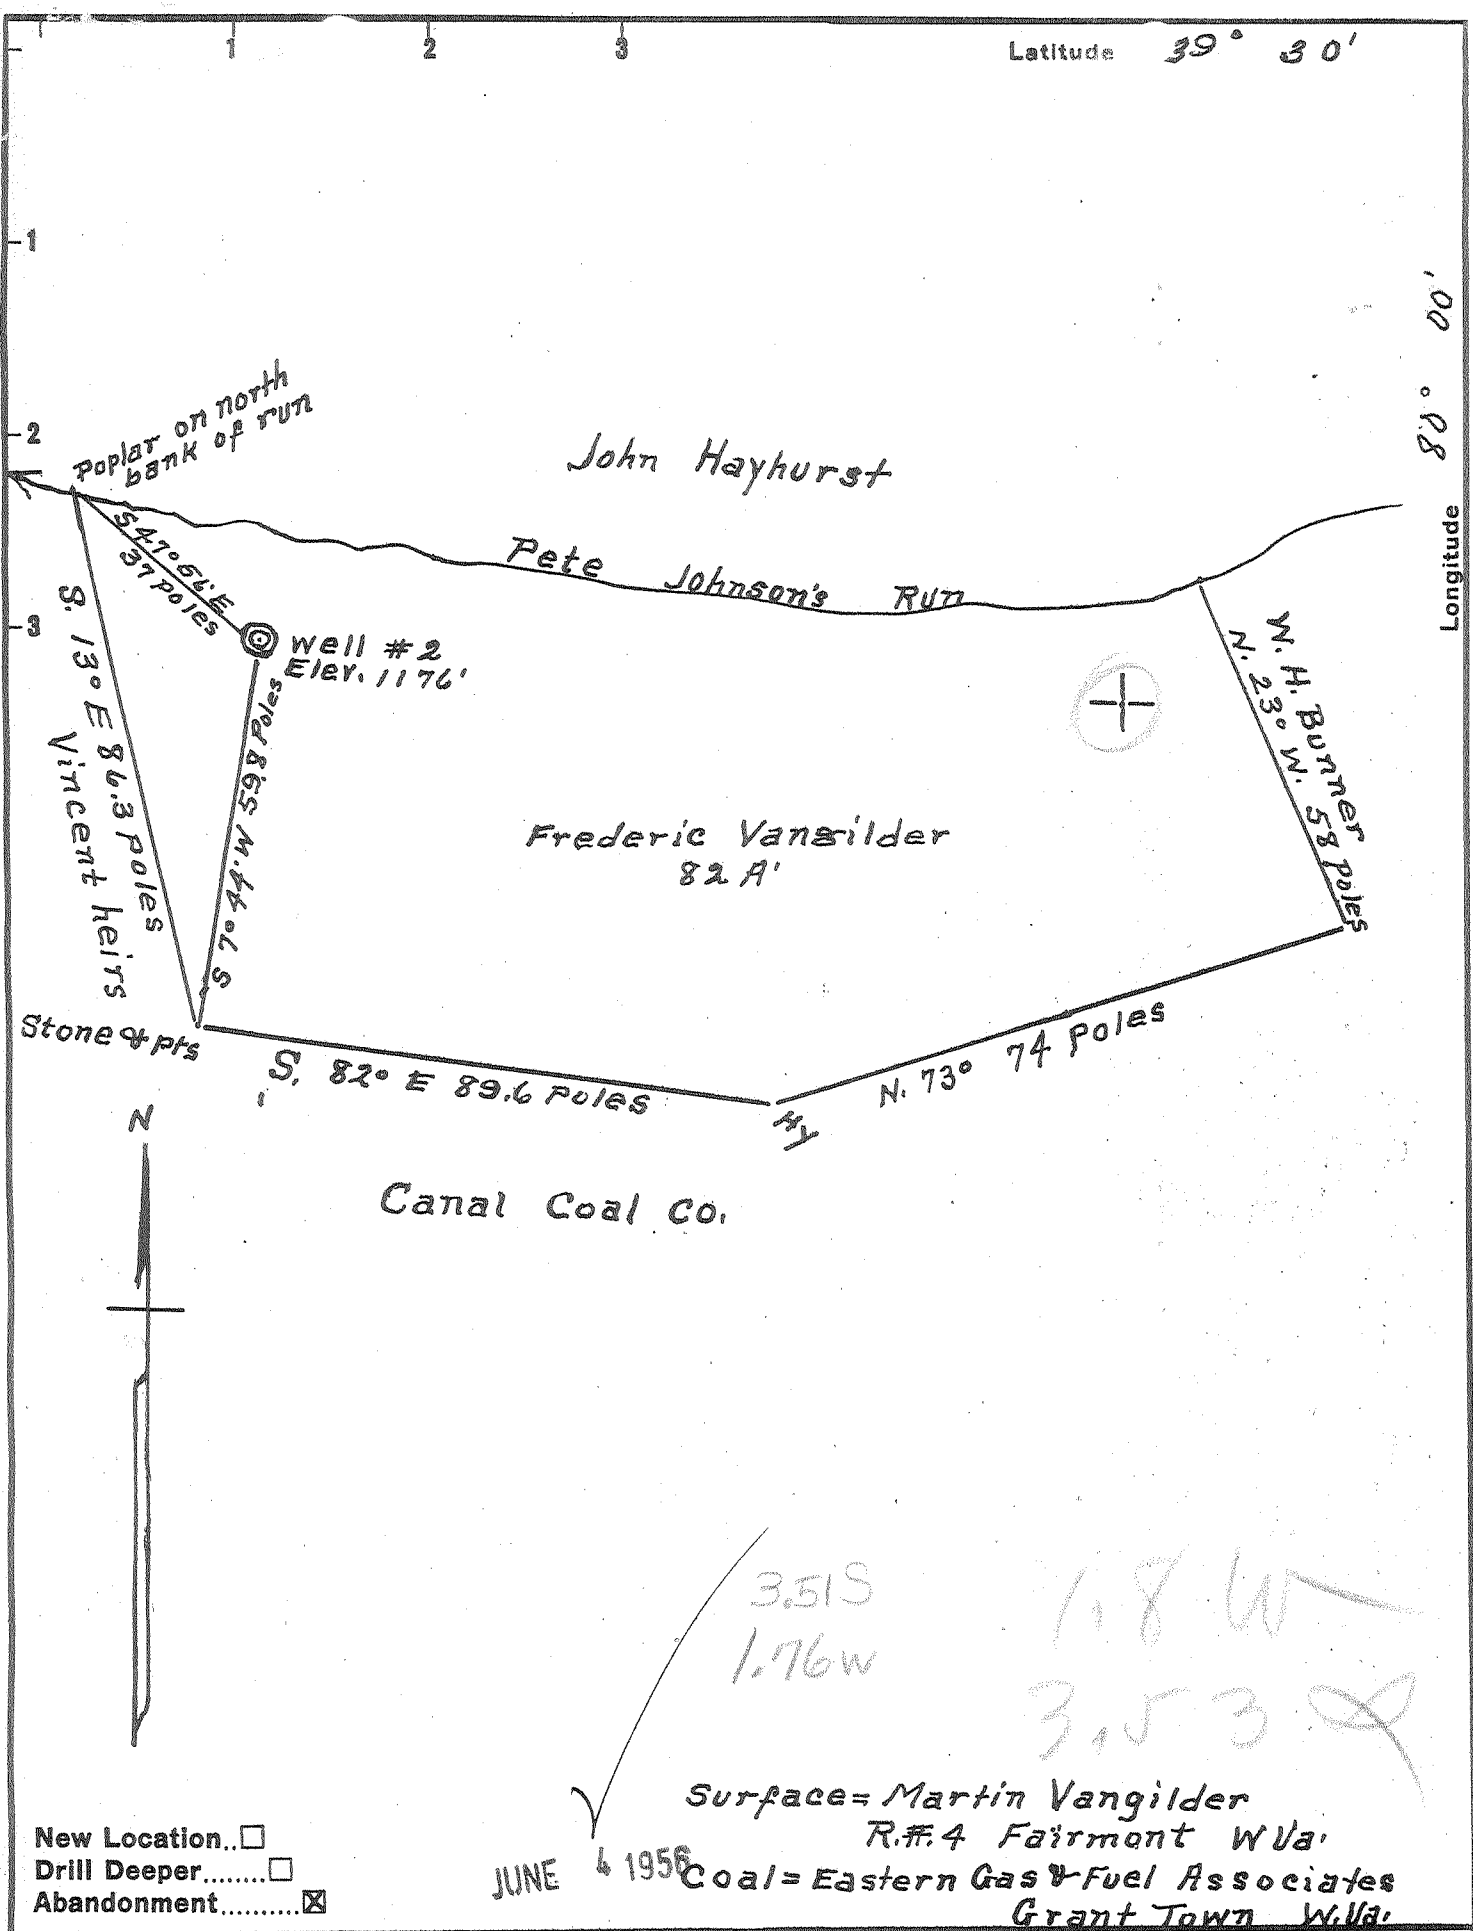 1 2 3
Latitude 39° 30'
1
2
3
Longitude 80° 00'
Poplar on north
bank of run
John Hayhurst
S 47° 56' E
37 Poles
Pete Johnson's Run
Well #2
Elev. 1176'
S. 13° E 86.3 Poles
Vincent heirs
S 7° 44' W 59.8 Poles
W. H. Bunner
N. 23° W. 58 Poles
Frederic Vangilder
82 A'
Stone & pts
S. 82° E 89.6 Poles
Hy
N. 73° 74 Poles
N
Canal Coal Co.
3.51S
1.76W
1.8 W
3.53
Surface = Martin Vangilder
R.#.4 Fairmont W Va.
Coal = Eastern Gas & Fuel Associates
Grant Town W.Va.
New Location..☐
Drill Deeper........☐
Abandonment..........☒
JUNE 4 1956